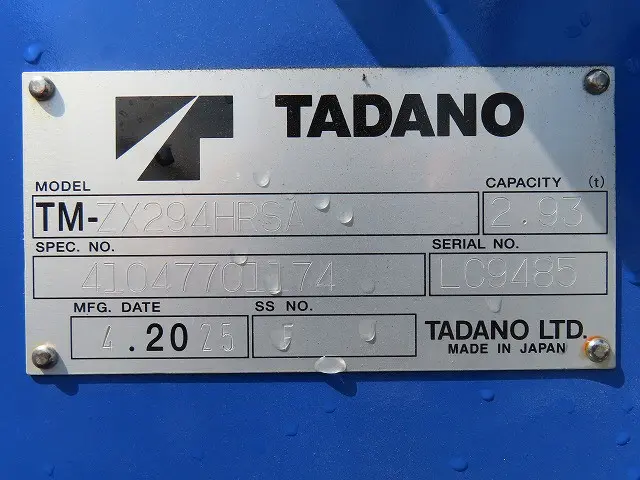 TADANO
MODEL
TM-ZX294HRSA
CAPACITY (t)
2.93
SPEC. NO.
41047701174
SERIAL NO.
LC9485
MFG. DATE
4.2025
SS NO.
TADANO LTD.
MADE IN JAPAN